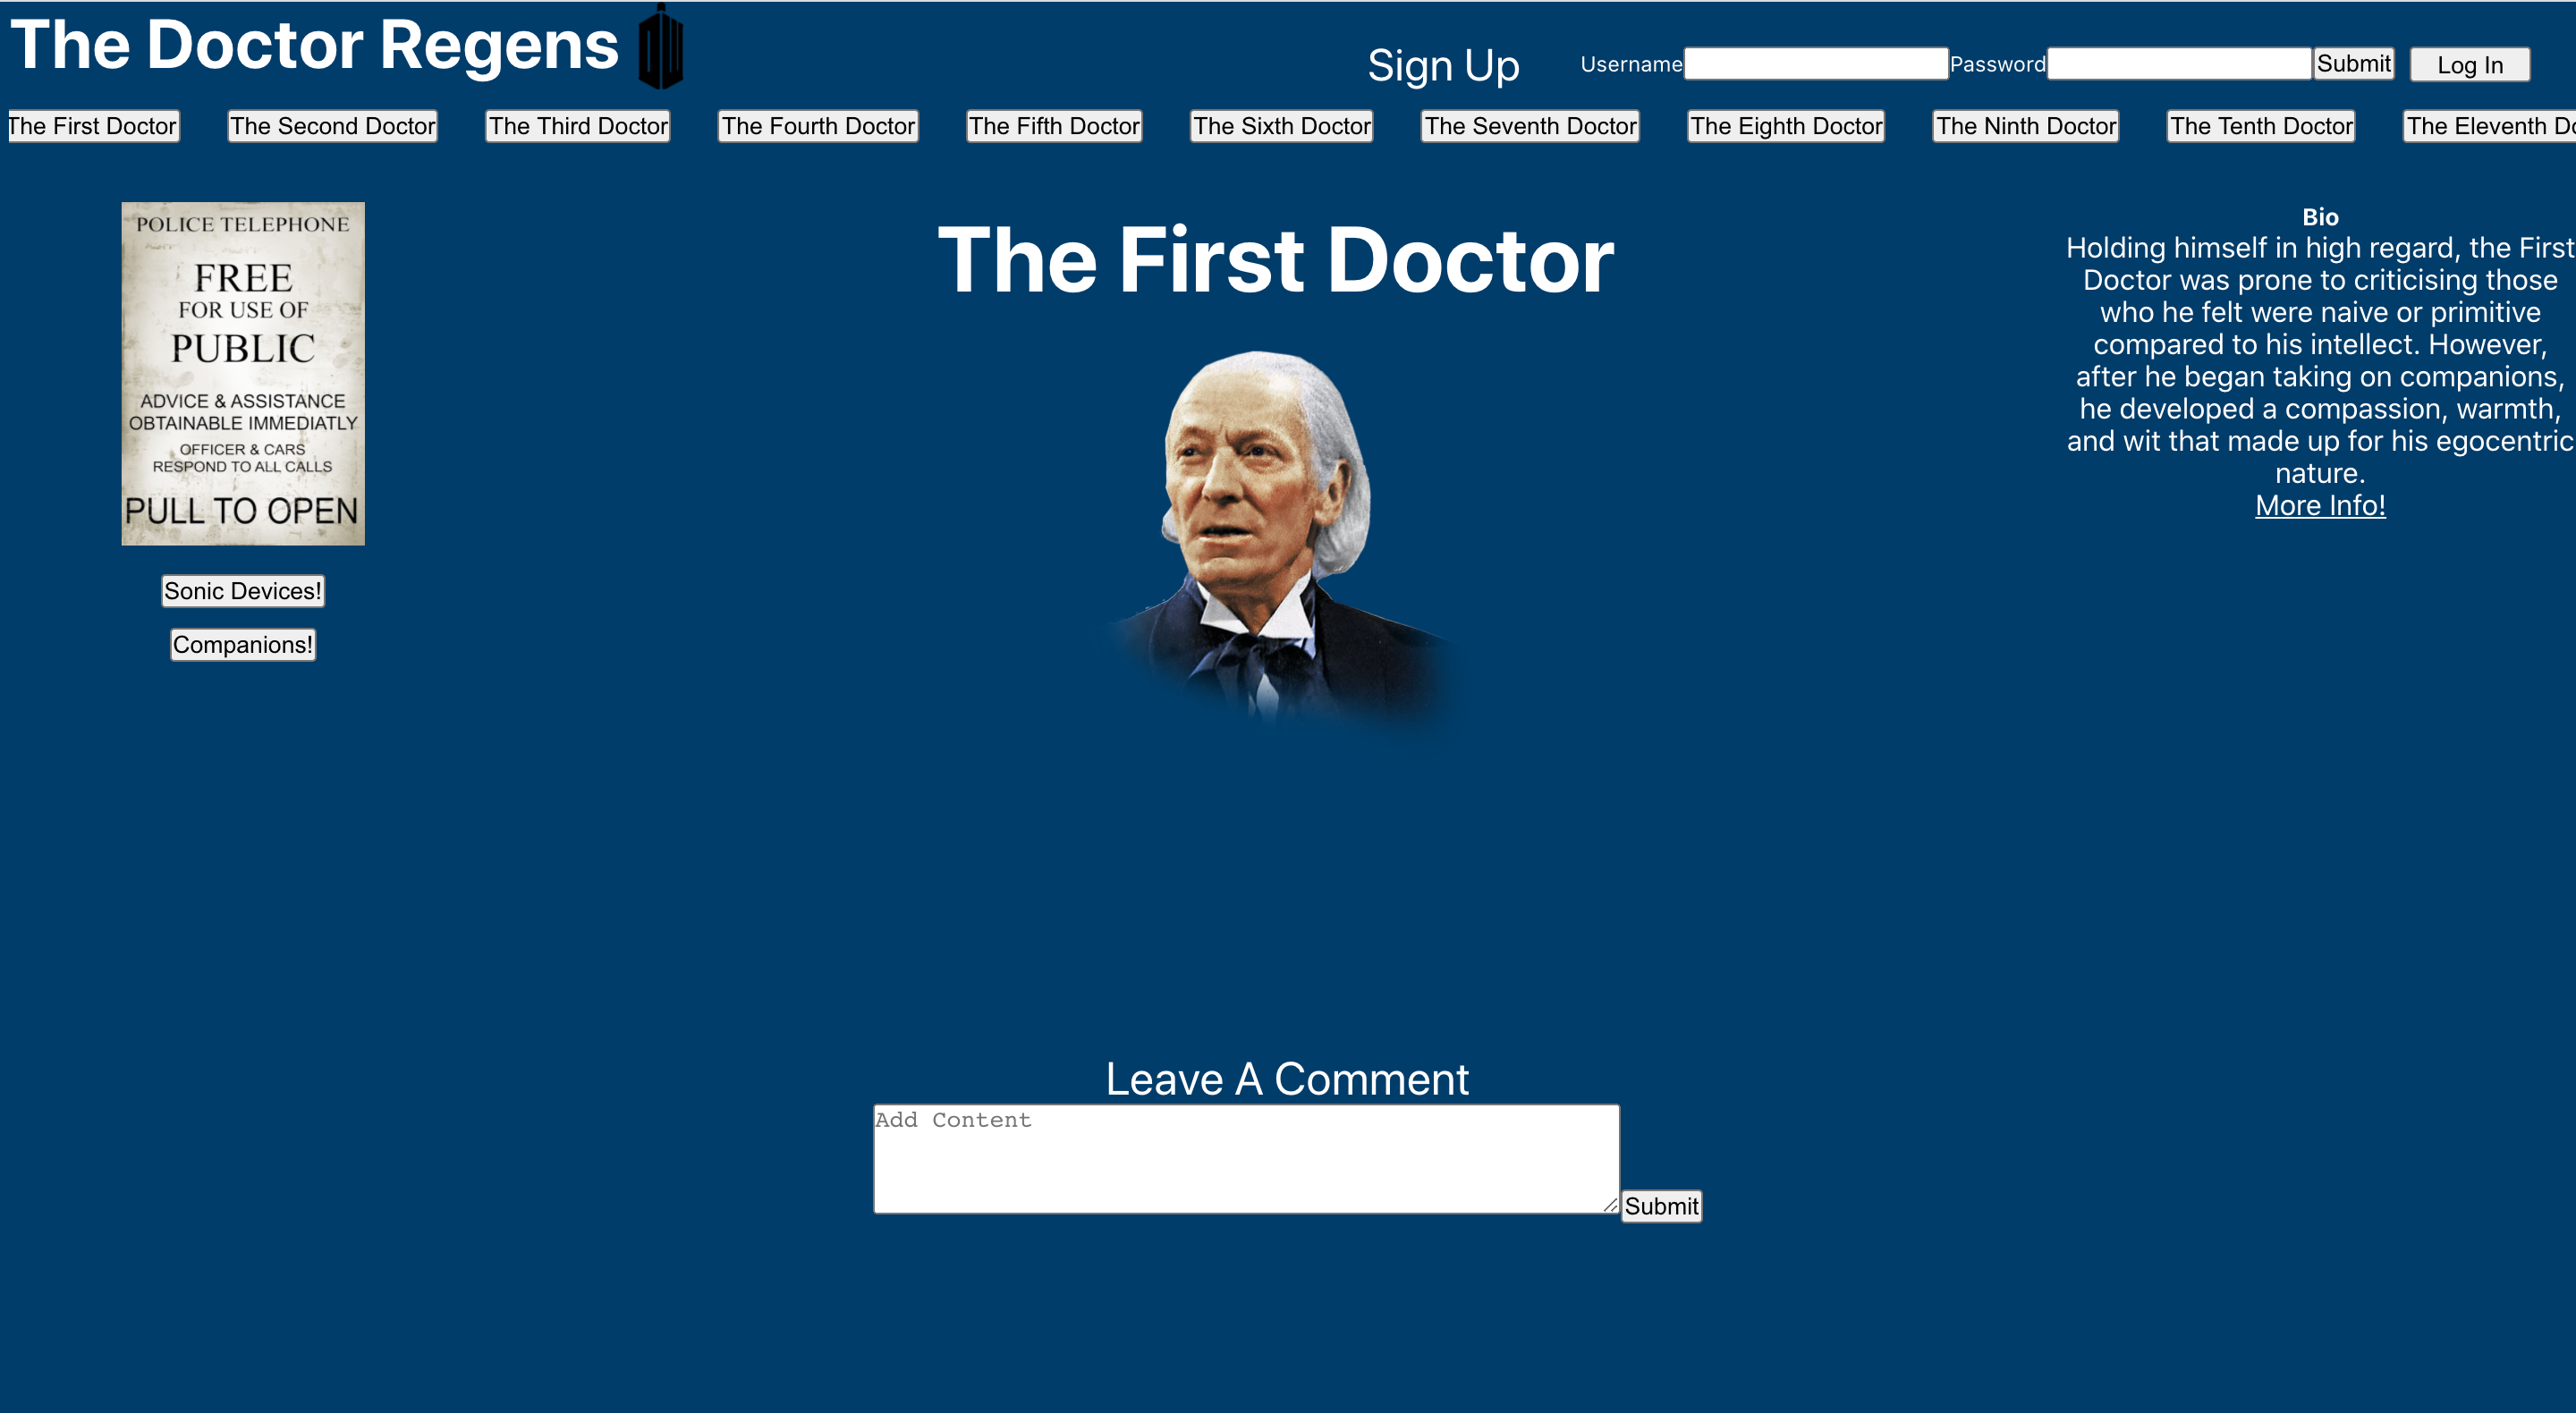 The Doctor Regens
Sign Up
Username Password Submit Log In
The First Doctor The Second Doctor The Third Doctor The Fourth Doctor The Fifth Doctor The Sixth Doctor The Seventh Doctor The Eighth Doctor The Ninth Doctor The Tenth Doctor The Eleventh Do
POLICE TELEPHONE
FREE
FOR USE OF
PUBLIC
ADVICE & ASSISTANCE
OBTAINABLE IMMEDIATLY
OFFICER & CARS
RESPOND TO ALL CALLS
PULL TO OPEN
Sonic Devices!
Companions!
The First Doctor
Bio
Holding himself in high regard, the First
Doctor was prone to criticising those
who he felt were naive or primitive
compared to his intellect. However,
after he began taking on companions,
he developed a compassion, warmth,
and wit that made up for his egocentric
nature.
More Info!
Leave A Comment
Add Content
Submit